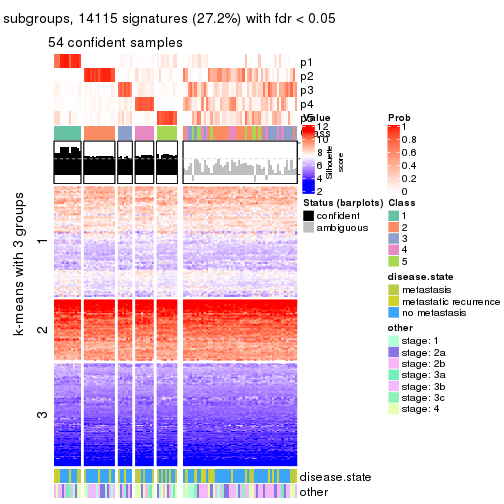 subgroups, 14115 signatures (27.2%) with fdr < 0.05
54 confident samples
p1
p2
p3
p4
k-means with 3 groups
1
2
3
Silhouette
score
disease.state
other
Value
12
10
8
6
4
2
Status (barplots)
confident
ambiguous
Prob
1
0.8
0.6
0.4
0.2
0
Class
1
2
3
4
5
disease.state
metastasis
metastatic recurrence
no metastasis
other
stage: 1
stage: 2a
stage: 2b
stage: 3a
stage: 3b
stage: 3c
stage: 4